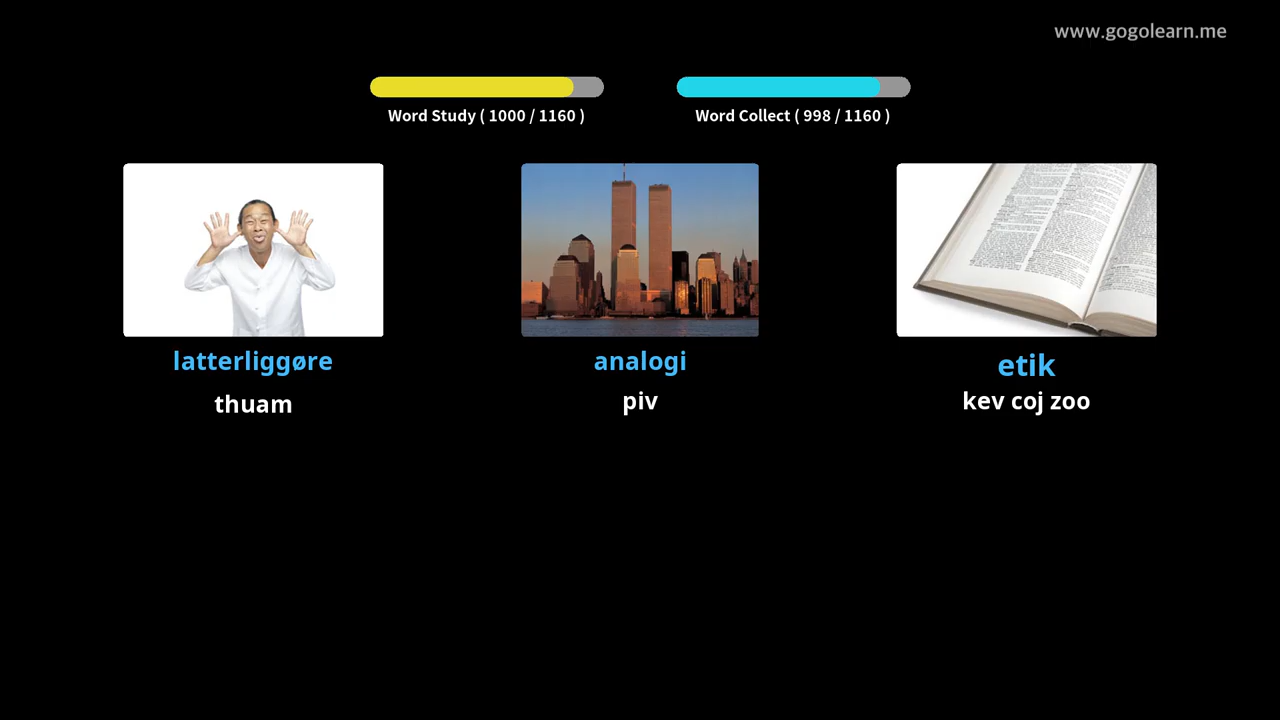 www.gogolearn.me
Word Study ( 1000 / 1160 )
Word Collect ( 998 / 1160 )
latterliggøre
analogi
etik
thuam
piv
kev coj zoo